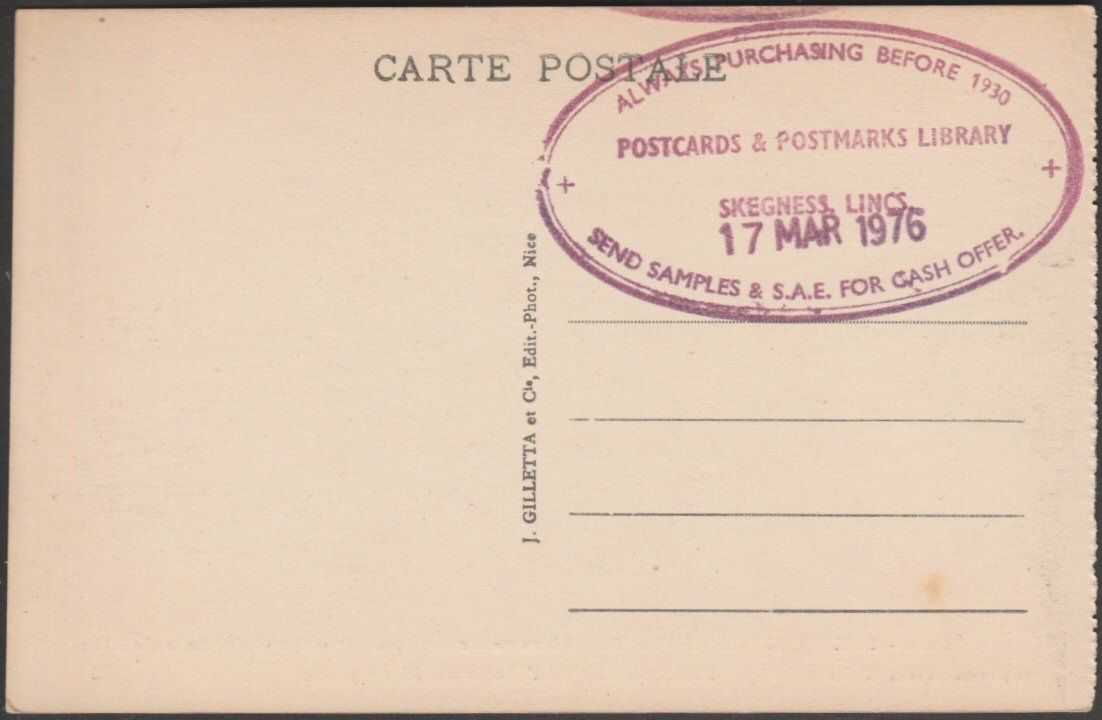 CARTE POSTALE
ALWAYS PURCHASING BEFORE 1930
POSTCARDS & POSTMARKS LIBRARY
SKEGNESS, LINCS.
17 MAR 1976
SEND SAMPLES & S.A.E. FOR CASH OFFER.
J. GILLETTA et Cie, Edit.-Phot., Nice